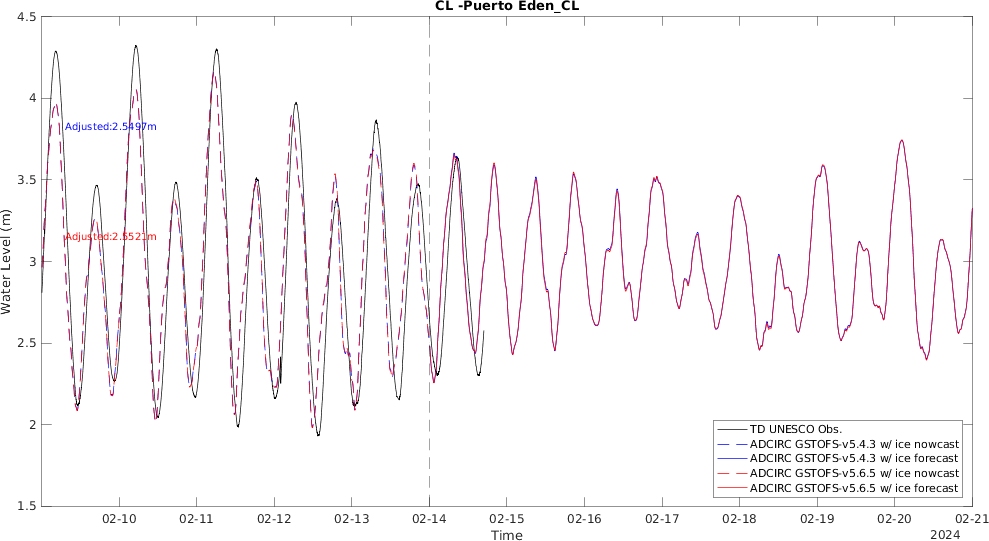 CL -Puerto Eden_CL
4.5
4
3.5
3
2.5
2
1.5
Water Level (m)
Adjusted:2.5497m
Adjusted:2.5521m
TD UNESCO Obs.
ADCIRC GSTOFS-v5.4.3 w/ ice nowcast
ADCIRC GSTOFS-v5.4.3 w/ ice forecast
ADCIRC GSTOFS-v5.6.5 w/ ice nowcast
ADCIRC GSTOFS-v5.6.5 w/ ice forecast
02-10 02-11 02-12 02-13 02-14 02-15 02-16 02-17 02-18 02-19 02-20 02-21
Time
2024